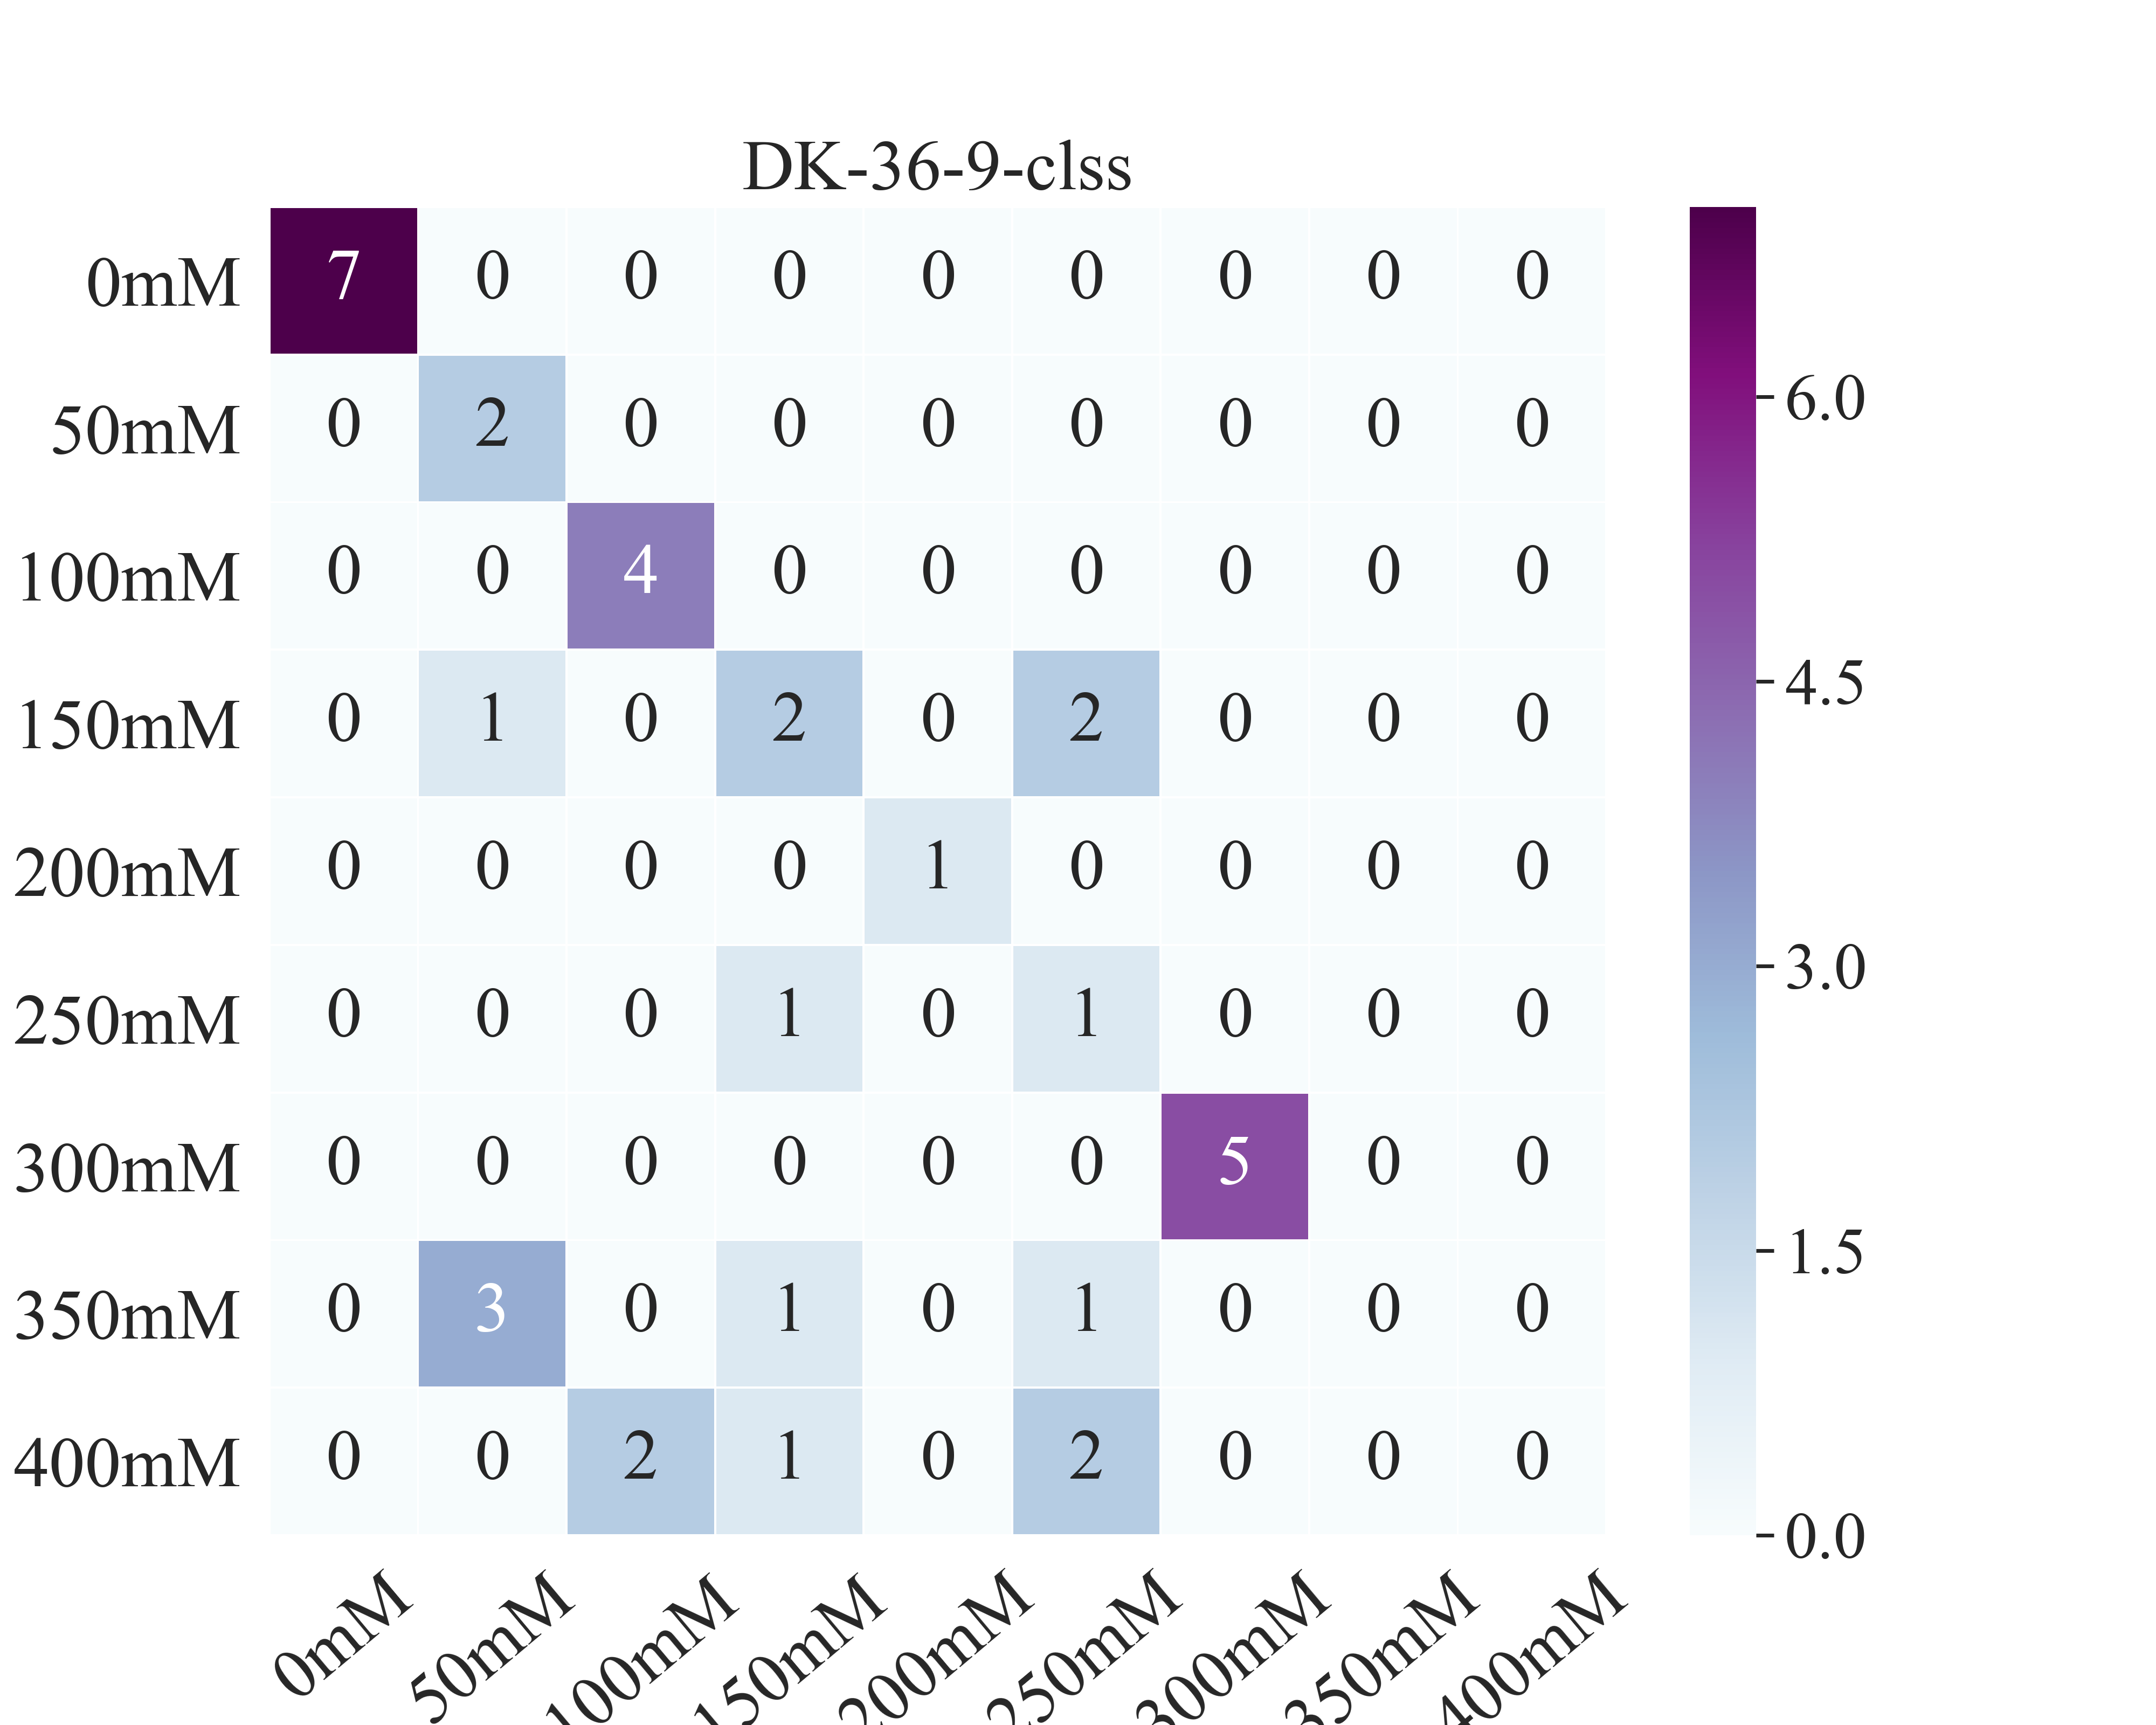 DK-36-9-clss
0mM 7 0 0 0 0 0 0 0 0
50mM 0 2 0 0 0 0 0 0 0
100mM 0 0 4 0 0 0 0 0 0
150mM 0 1 0 2 0 2 0 0 0
200mM 0 0 0 0 1 0 0 0 0
250mM 0 0 0 1 0 1 0 0 0
300mM 0 0 0 0 0 0 5 0 0
350mM 0 3 0 1 0 1 0 0 0
400mM 0 0 2 1 0 2 0 0 0
0mM 50mM 100mM 150mM 200mM 250mM 300mM 350mM 400mM
6.0
4.5
3.0
1.5
0.0